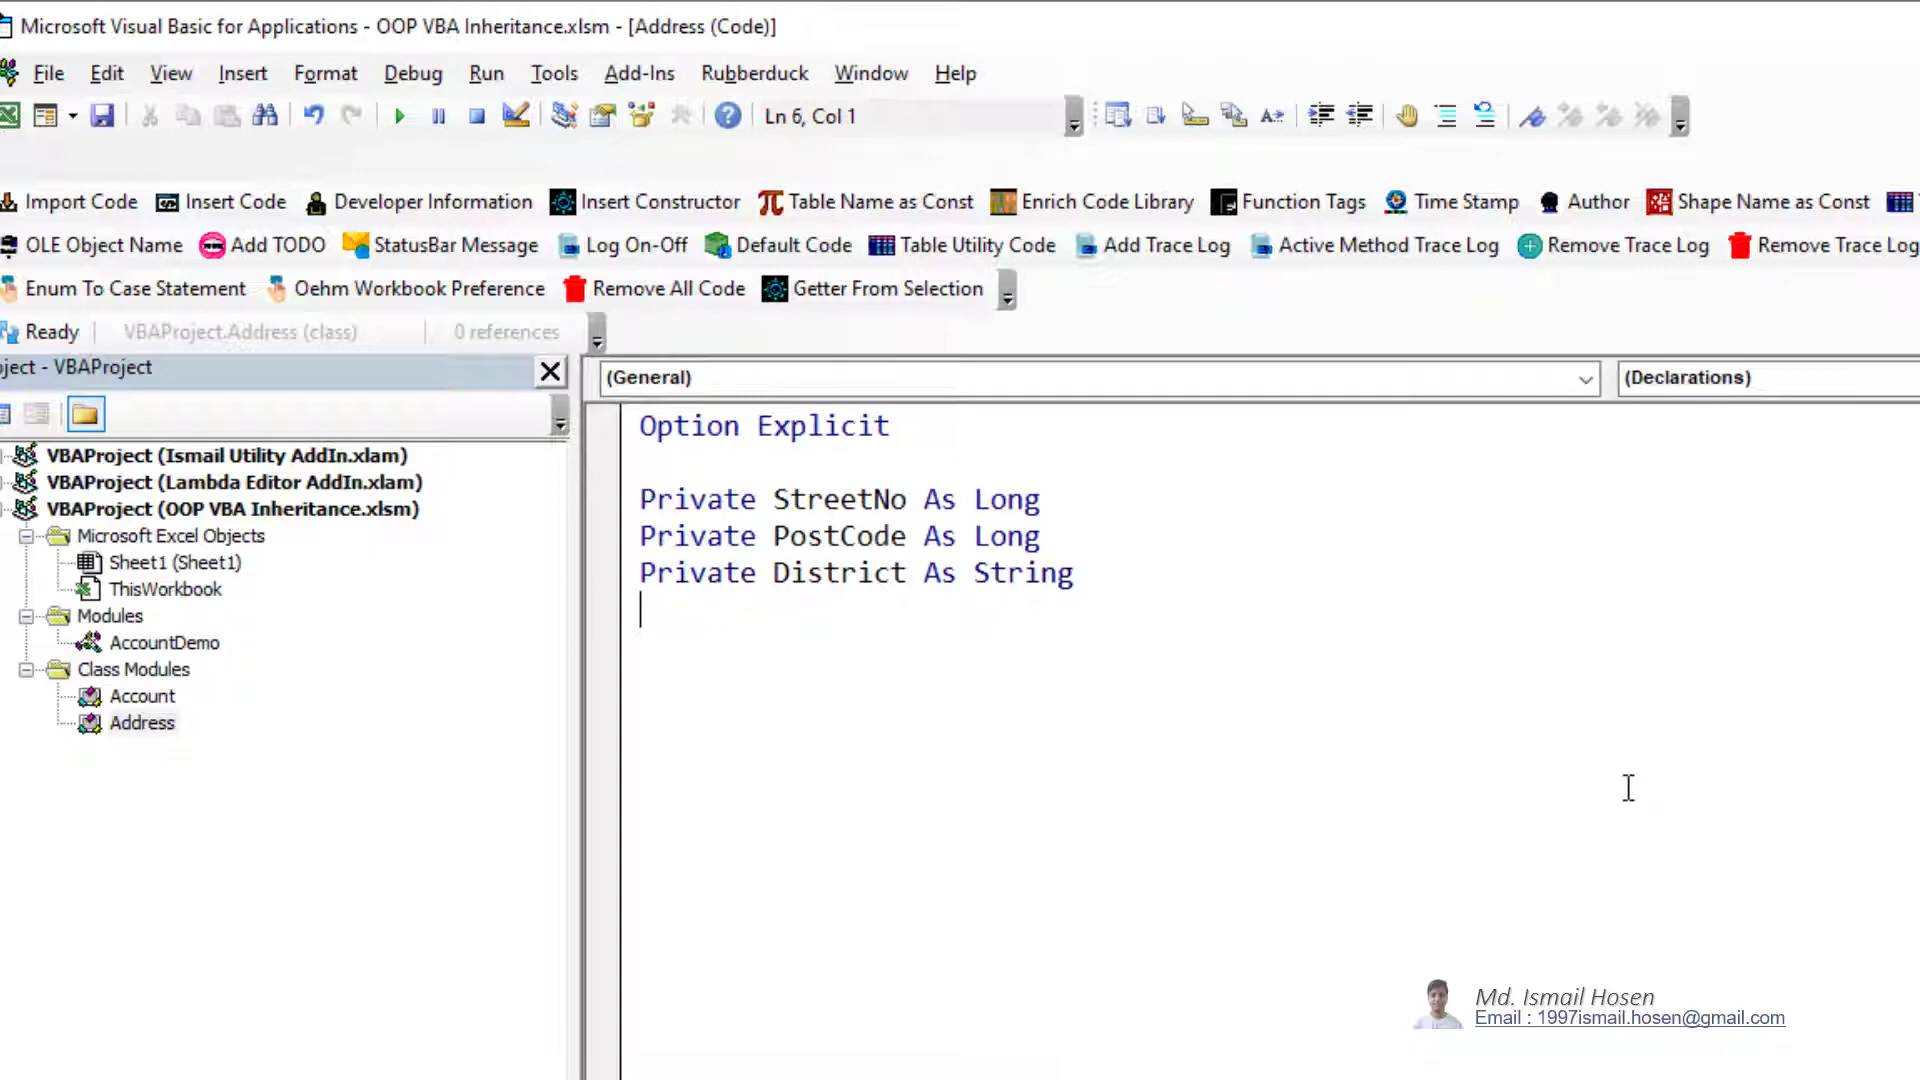 Microsoft Visual Basic for Applications - OOP VBA Inheritance.xlsm - [Address (Code)]
File Edit View Insert Format Debug Run Tools Add-Ins Rubberduck Window Help
Ln 6, Col 1
Import Code Insert Code Developer Information Insert Constructor Table Name as Const Enrich Code Library Function Tags Time Stamp Author Shape Name as Const
OLE Object Name Add TODO StatusBar Message Log On-Off Default Code Table Utility Code Add Trace Log Active Method Trace Log Remove Trace Log Remove Trace Log
Enum To Case Statement Oehm Workbook Preference Remove All Code Getter From Selection
Ready VBAProject.Address (class) 0 references
ject - VBAProject
(General) (Declarations)
VBAProject (Ismail Utility AddIn.xlam)
VBAProject (Lambda Editor AddIn.xlam)
VBAProject (OOP VBA Inheritance.xlsm)
Microsoft Excel Objects
Sheet1 (Sheet1)
ThisWorkbook
Modules
AccountDemo
Class Modules
Account
Address
Option Explicit
Private StreetNo As Long
Private PostCode As Long
Private District As String
Md. Ismail Hosen
Email : 1997ismail.hosen@gmail.com